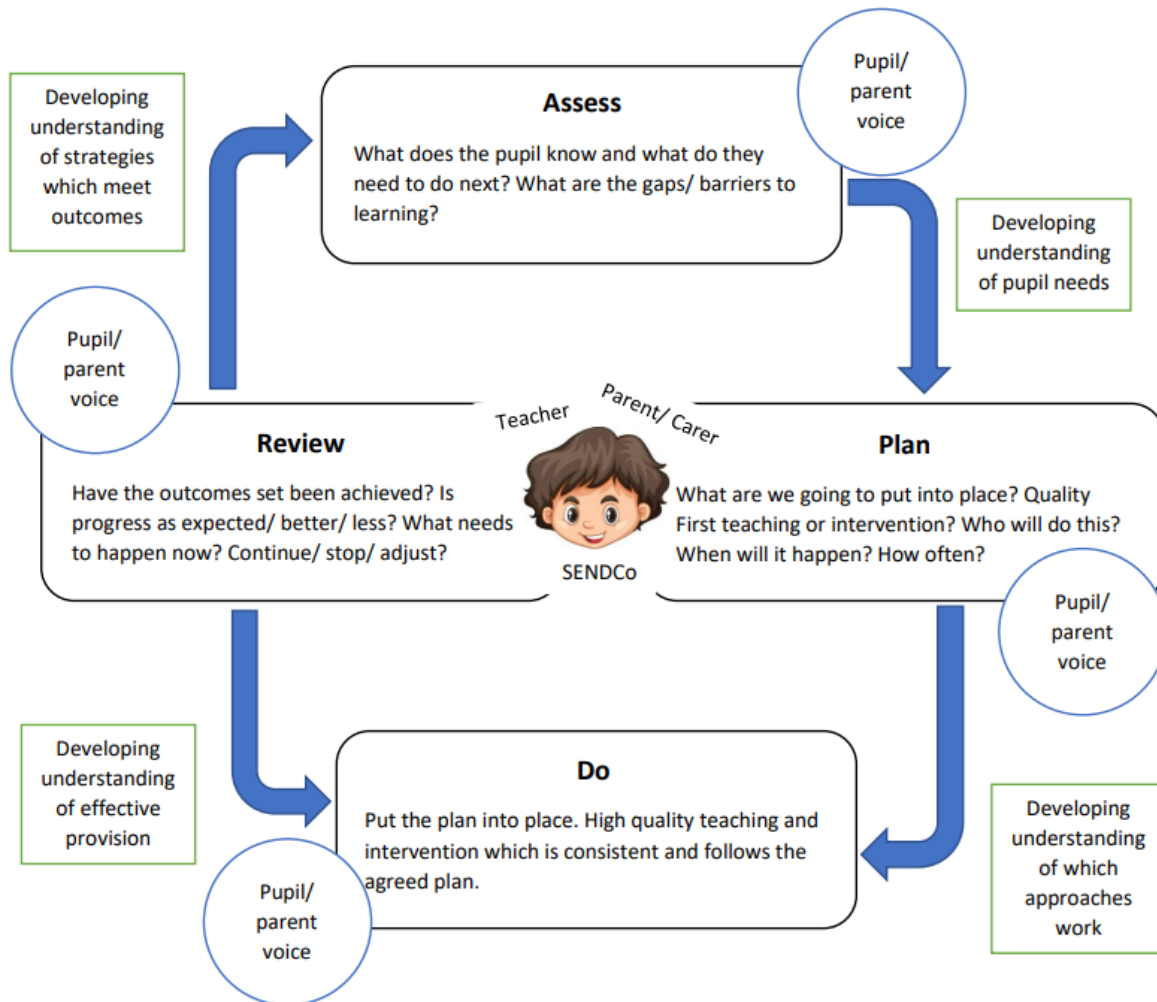 Developing
understanding
of strategies
which meet
outcomes
Assess
What does the pupil know and what do they
need to do next? What are the gaps/ barriers to
learning?
Pupil/
parent
voice
Developing
understanding
of pupil needs
Pupil/
parent
voice
Review
Have the outcomes set been achieved? Is
progress as expected/ better/ less? What needs
to happen now? Continue/ stop/ adjust?
Teacher
Parent/ Carer
SENDCo
Plan
What are we going to put into place? Quality
First teaching or intervention? Who will do this?
When will it happen? How often?
Pupil/
parent
voice
Developing
understanding
of effective
provision
Do
Put the plan into place. High quality teaching and
intervention which is consistent and follows the
agreed plan.
Pupil/
parent
voice
Developing
understanding
of which
approaches
work